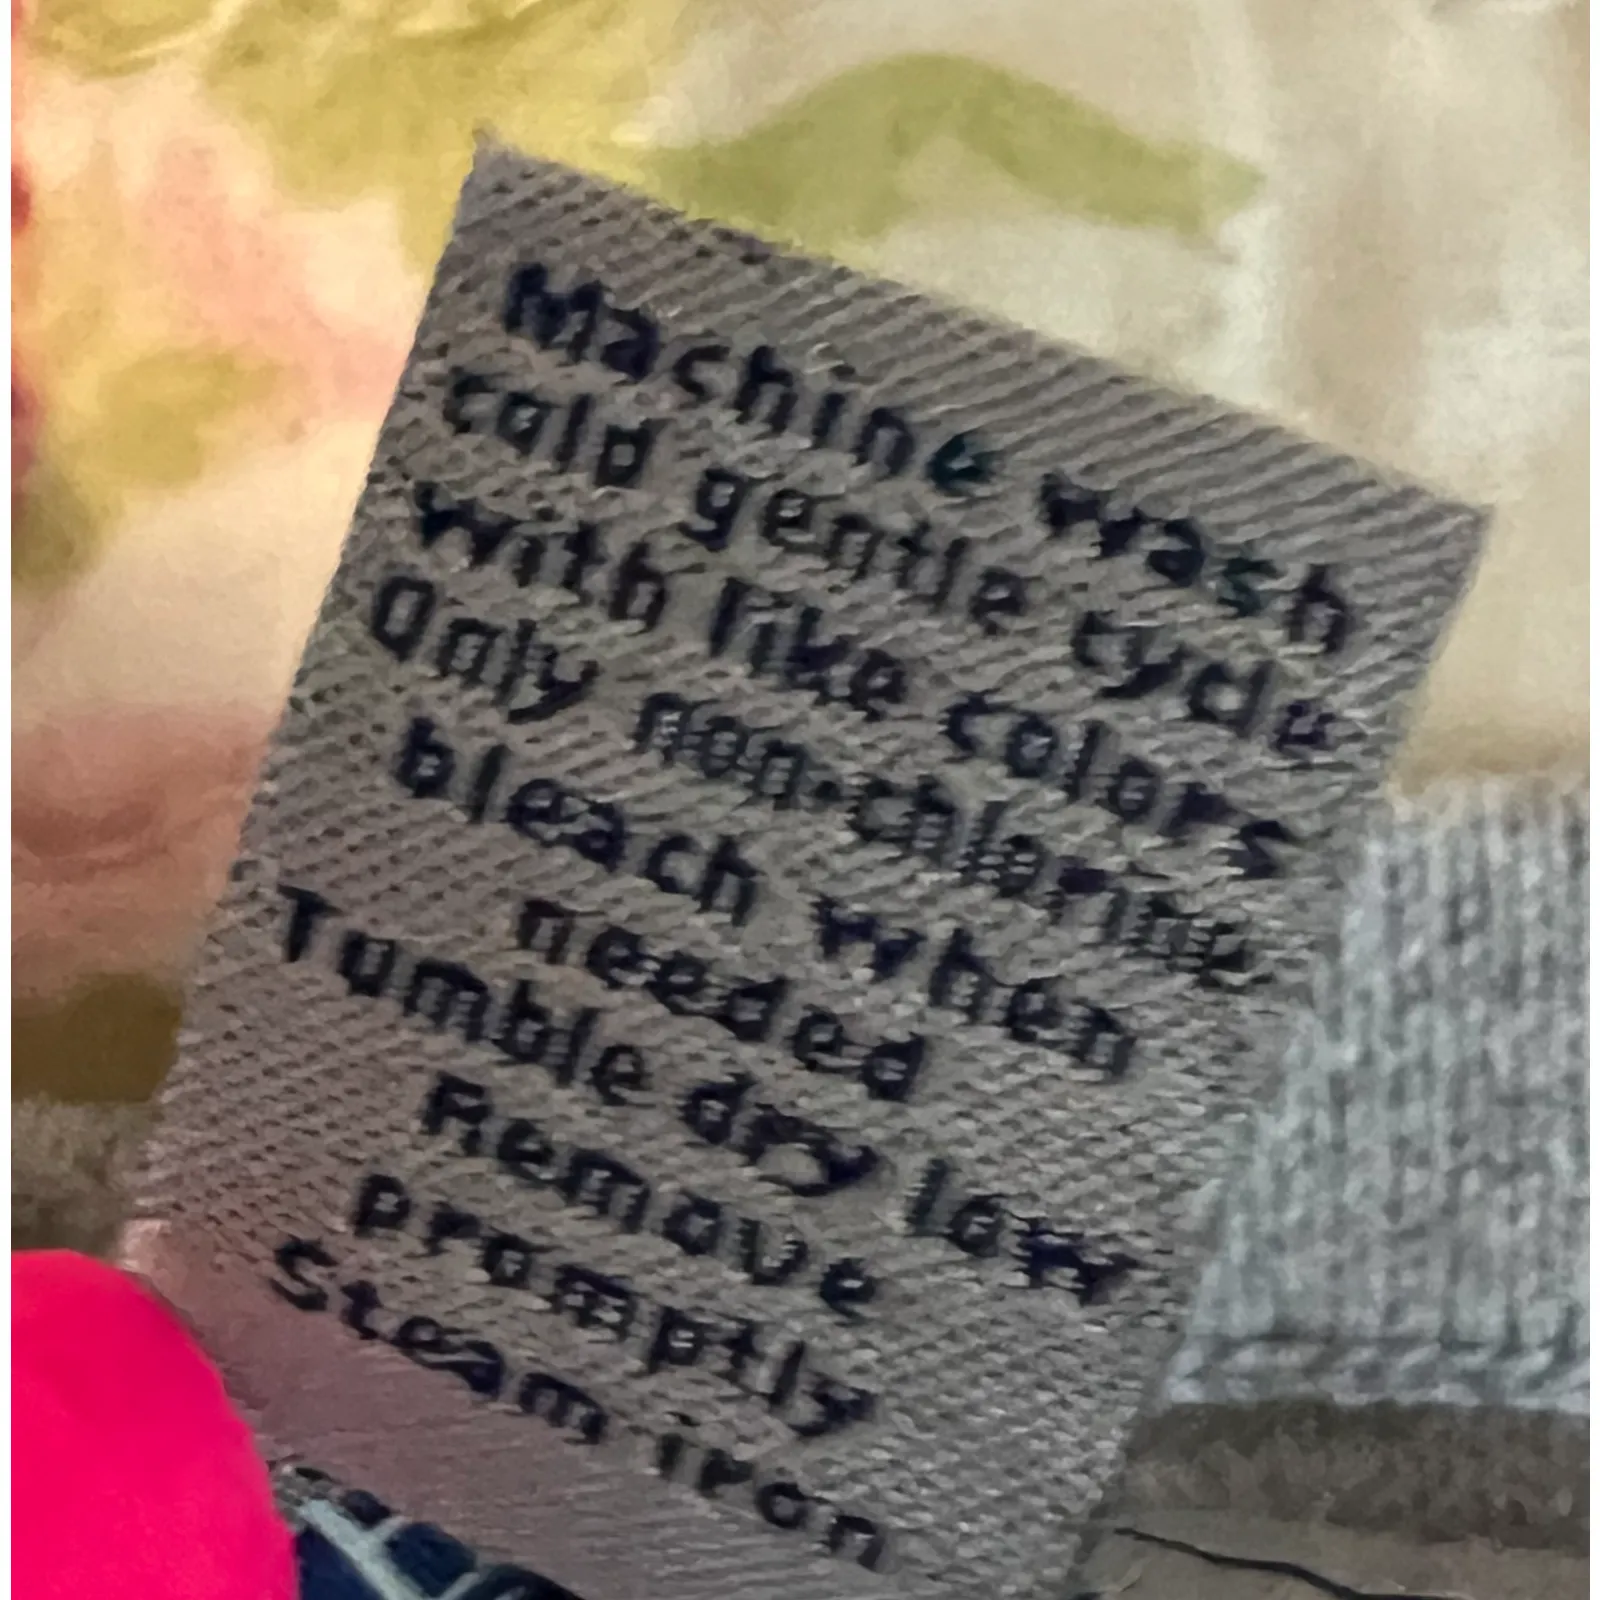 Machine wash
cold gentle cycle
with like colors
Only non-chlorine
bleach when
needed
Tumble dry low
Remove
promptly
Steam iron